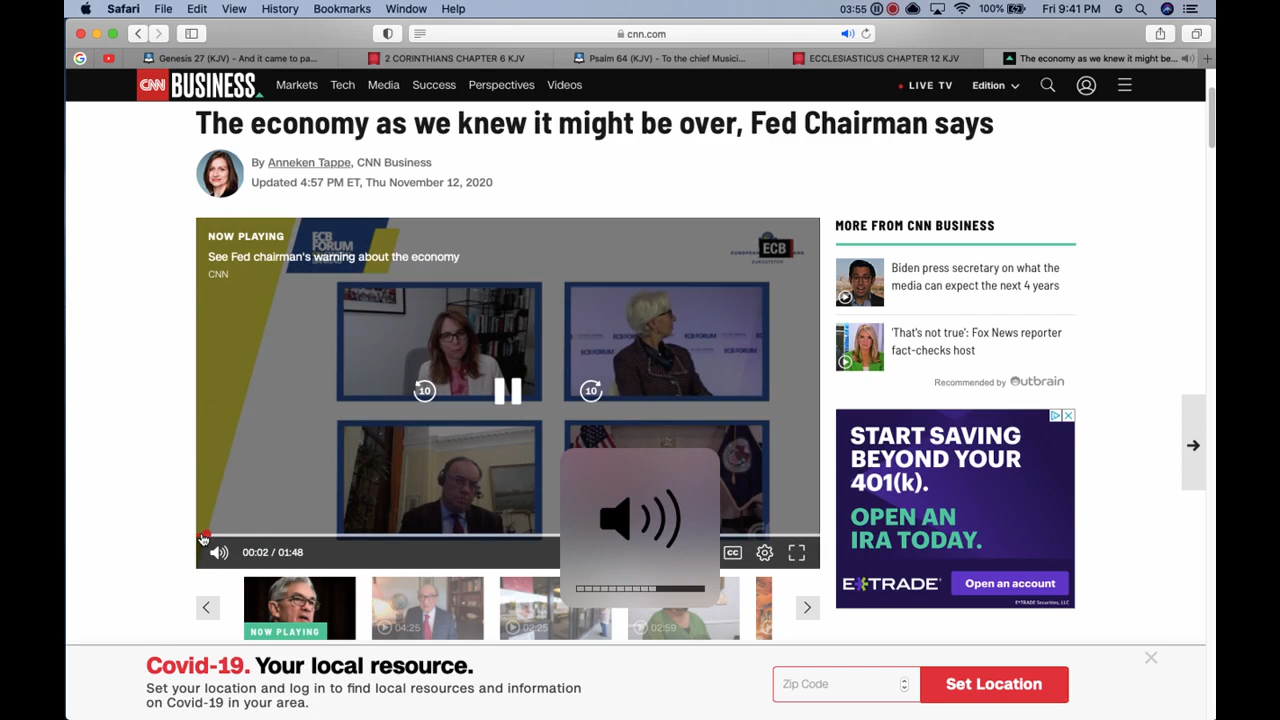 Safari File Edit View History Bookmarks Window Help 03:55 100% Fri 9:41 PM G
cnn.com
Genesis 27 (KJV) - And it came to pa... 2 CORINTHIANS CHAPTER 6 KJV Psalm 64 (KJV) - To the chief Musici... ECCLESIASTICUS CHAPTER 12 KJV The economy as we knew it might be...
CNN BUSINESS Markets Tech Media Success Perspectives Videos LIVE TV Edition
The economy as we knew it might be over, Fed Chairman says
By Anneken Tappe, CNN Business
Updated 4:57 PM ET, Thu November 12, 2020
NOW PLAYING
See Fed chairman's warning about the economy
CNN
ECB
FORUM
ECB
EUROSYSTEM
ECB FORUM
10 10
00:02 / 01:48
CC
04:25 02:25 02:59
NOW PLAYING
MORE FROM CNN BUSINESS
Biden press secretary on what the
media can expect the next 4 years
'That's not true': Fox News reporter
fact-checks host
Recommended by Outbrain
START SAVING
BEYOND YOUR
401(k).
OPEN AN
IRA TODAY.
E*TRADE Open an account
E*TRADE Securities, LLC
Covid-19. Your local resource.
Set your location and log in to find local resources and information
on Covid-19 in your area.
Zip Code
Set Location